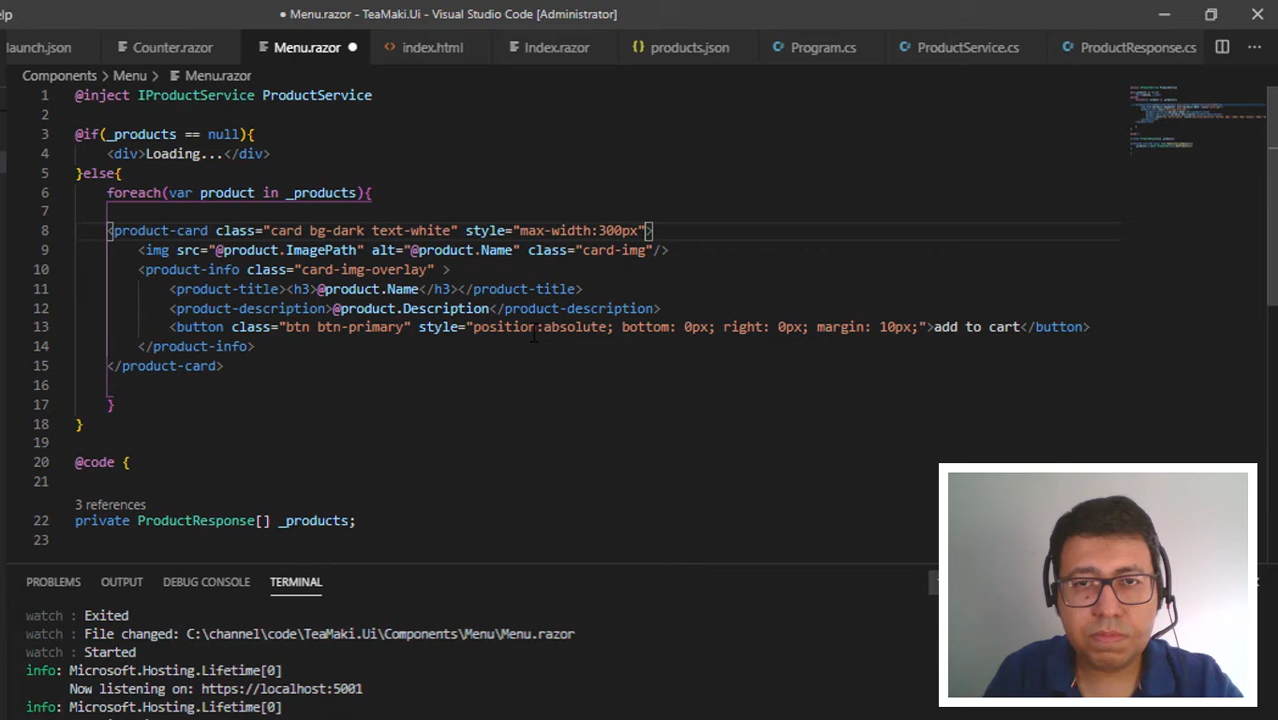 elp
● Menu.razor - TeaMaki.Ui - Visual Studio Code [Administrator]
launch.json Counter.razor Menu.razor ● index.html Index.razor products.json Program.cs ProductService.cs ProductResponse.cs
Components > Menu > Menu.razor
1 @inject IProductService ProductService
2
3 @if(_products == null){
4 <div>Loading...</div>
5 }else{
6 foreach(var product in _products){
7
8 <product-card class="card bg-dark text-white" style="max-width:300px">
9 <img src="@product.ImagePath" alt="@product.Name" class="card-img"/>
10 <product-info class="card-img-overlay" >
11 <product-title><h3>@product.Name</h3></product-title>
12 <product-description>@product.Description</product-description>
13 <button class="btn btn-primary" style="position:absolute; bottom: 0px; right: 0px; margin: 10px;">add to cart</button>
14 </product-info>
15 </product-card>
16
17 }
18 }
19
20 @code {
21
3 references
22 private ProductResponse[] _products;
23
PROBLEMS OUTPUT DEBUG CONSOLE TERMINAL
watch : Exited
watch : File changed: C:\channel\code\TeaMaki.Ui\Components\Menu\Menu.razor
watch : Started
info: Microsoft.Hosting.Lifetime[0]
Now listening on: https://localhost:5001
info: Microsoft.Hosting.Lifetime[0]